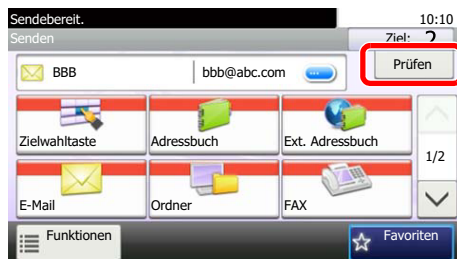 Sendebereit. 10:10
Senden Ziel: 2
BBB bbb@abc.com Prüfen
Zielwahltaste Adressbuch Ext. Adressbuch
1/2
E-Mail Ordner FAX
Funktionen Favoriten